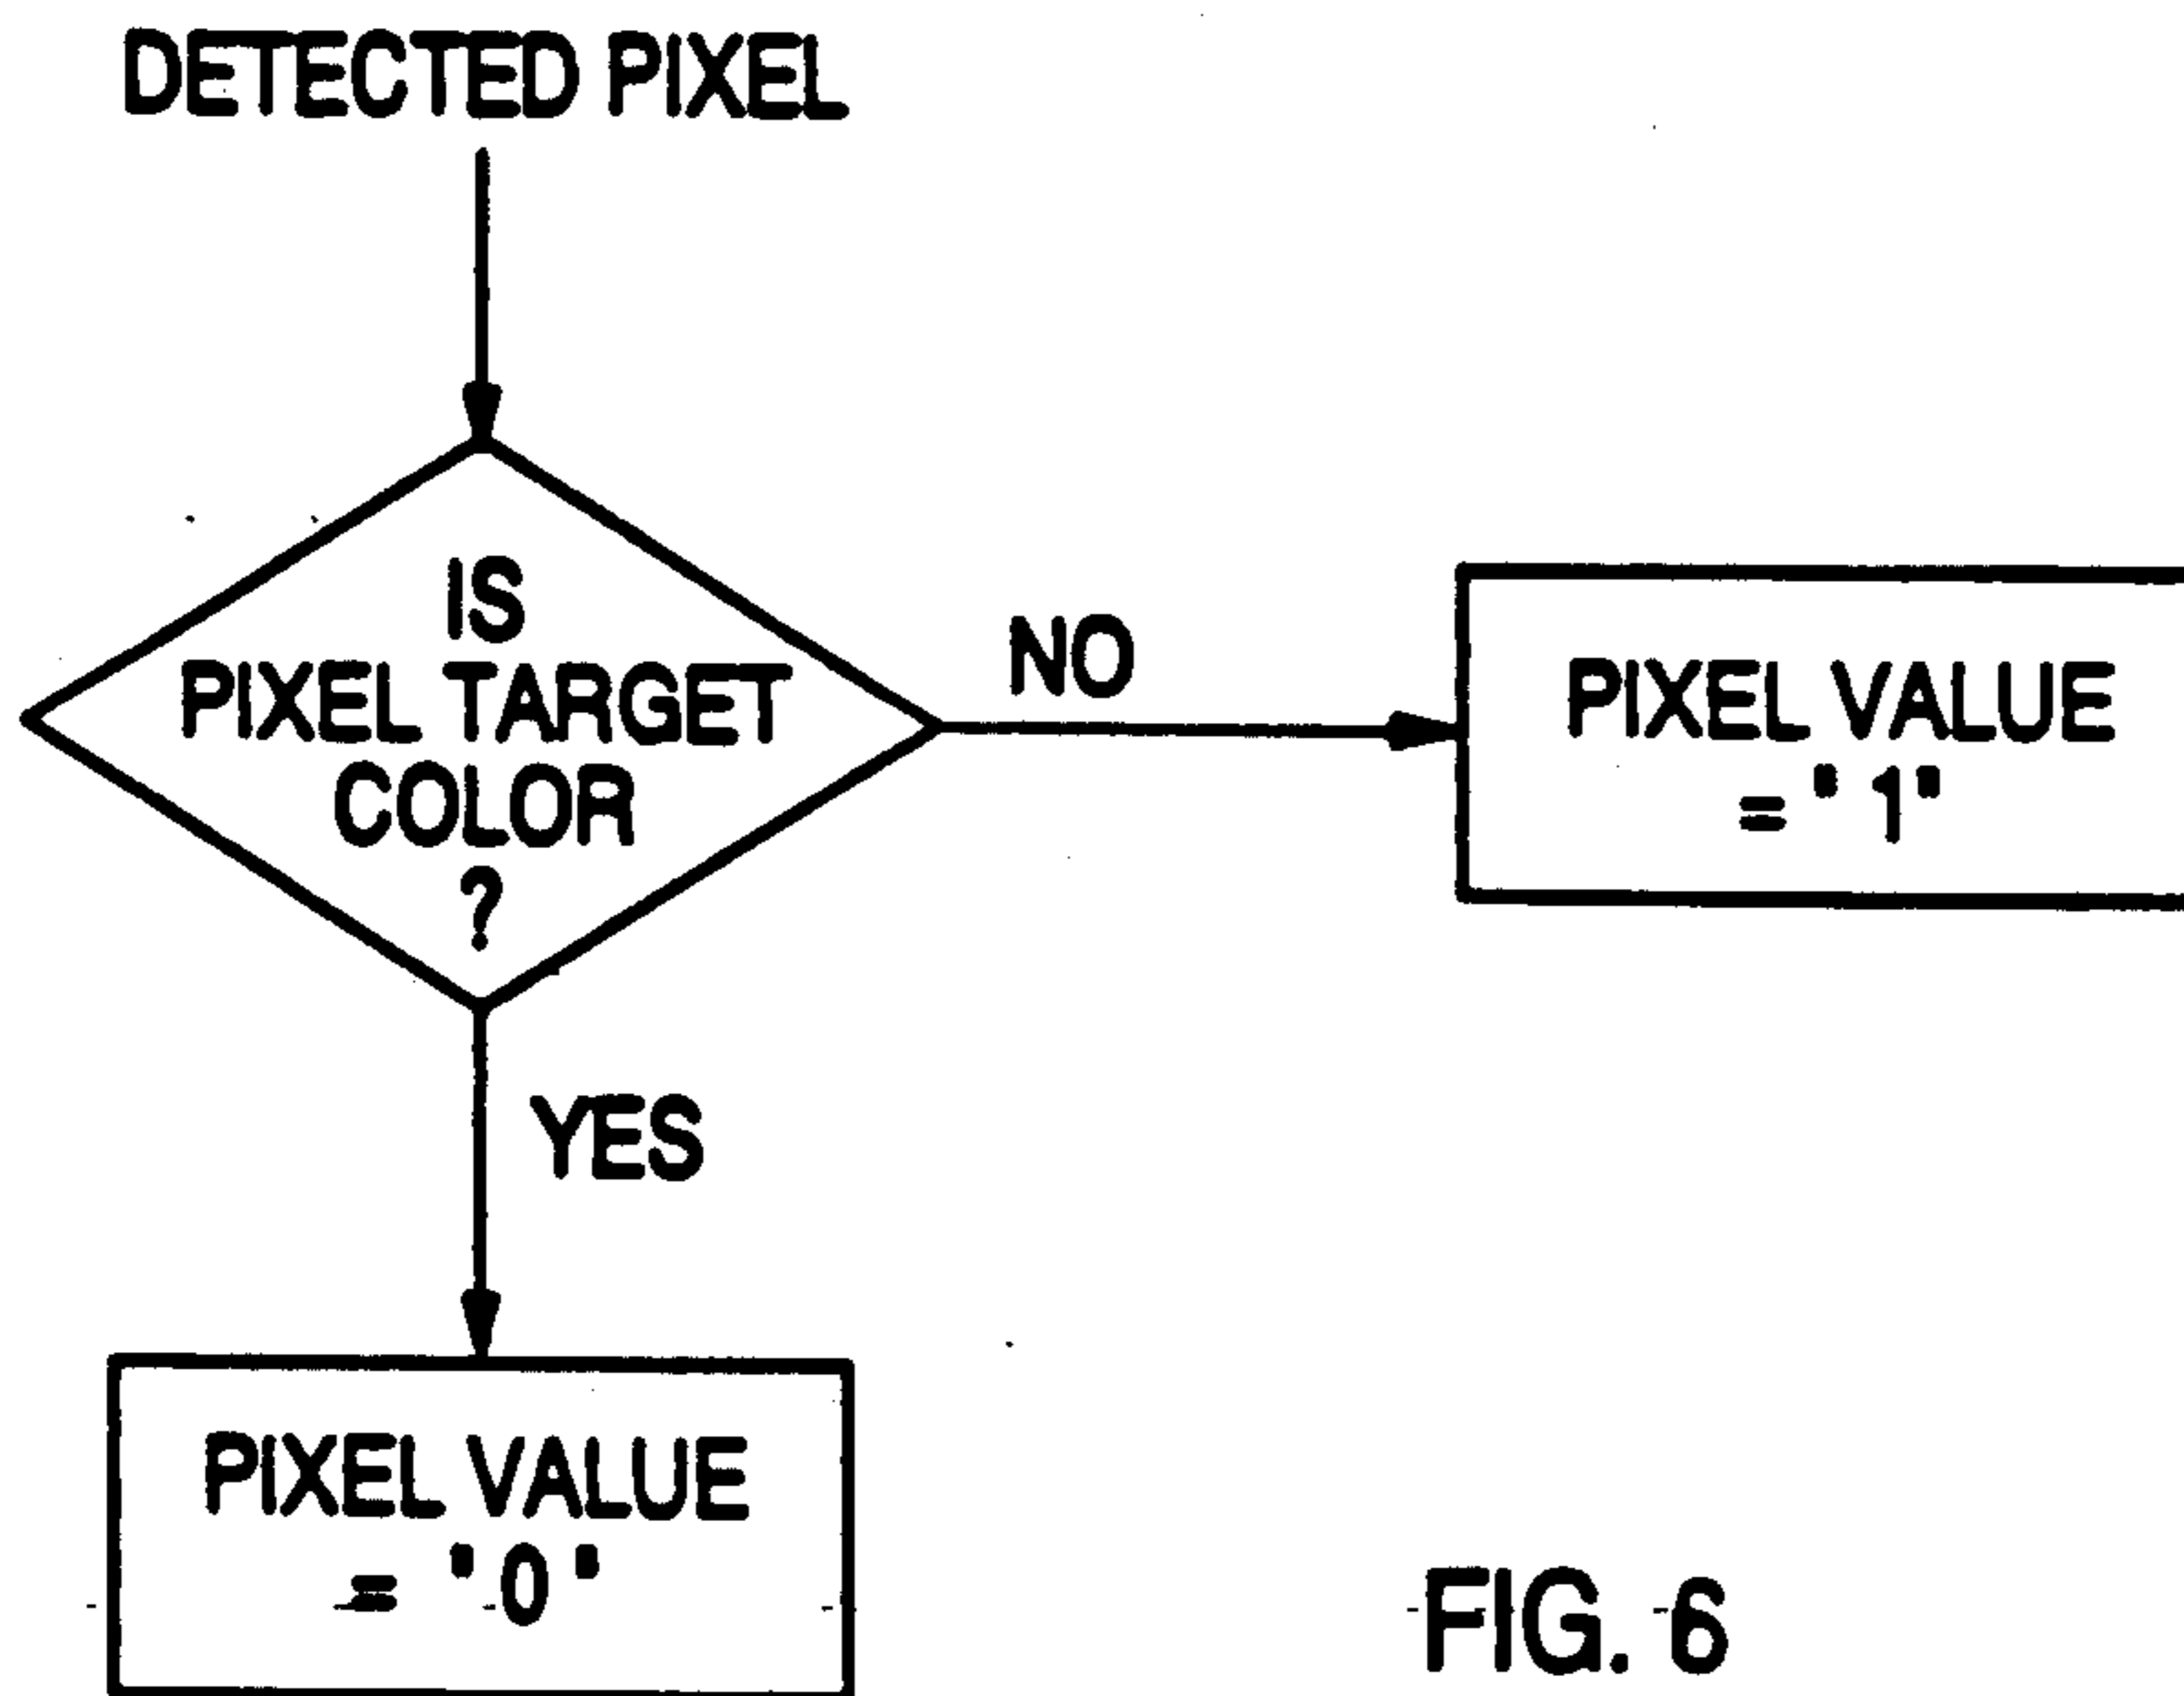 DETECTED PIXEL
IS
PIXEL TARGET
COLOR
?
NO
PIXEL VALUE
= "1"
YES
PIXEL VALUE
= "0"
FIG. 6